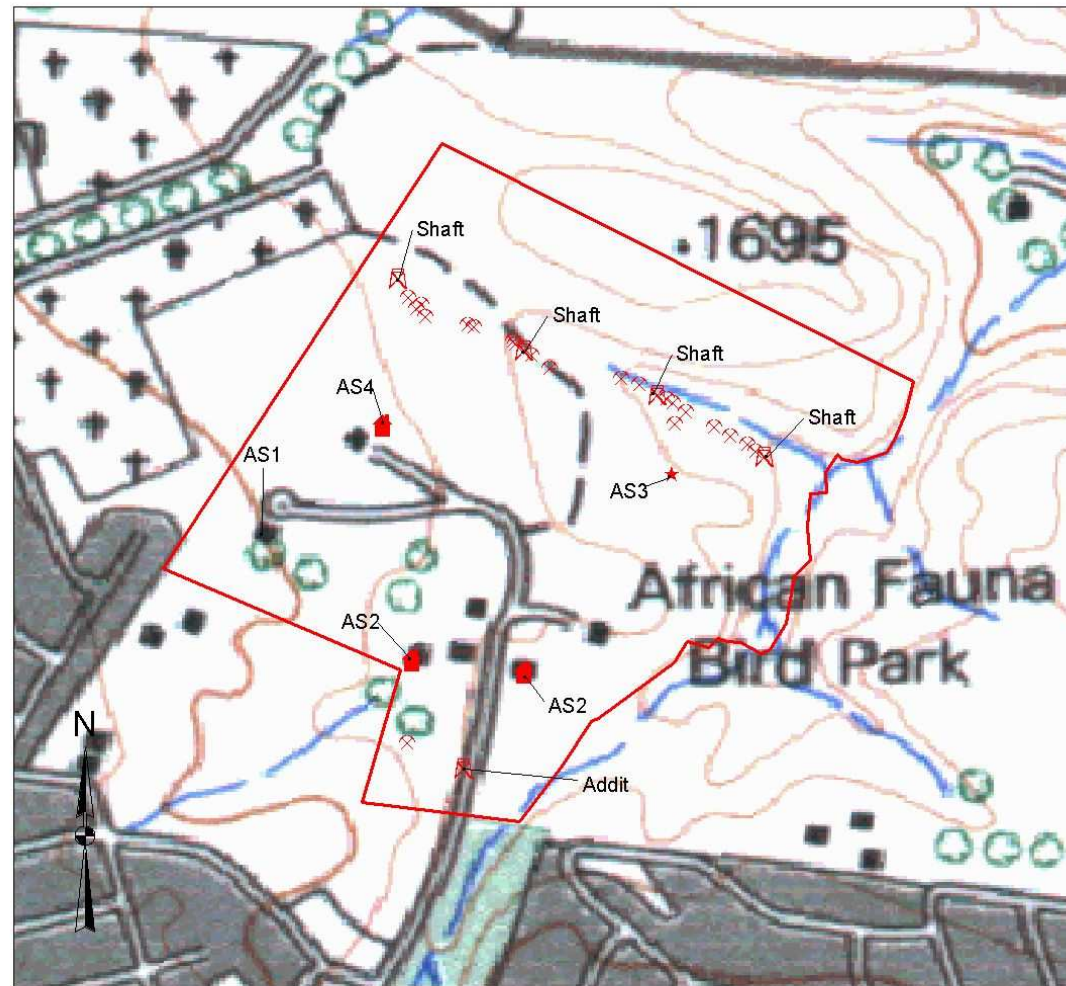 Shaft
1695
Shaft
Shaft
AS4
Shaft
AS1
AS3
African Fauna
Bird Park
AS2
AS2
N
Addit